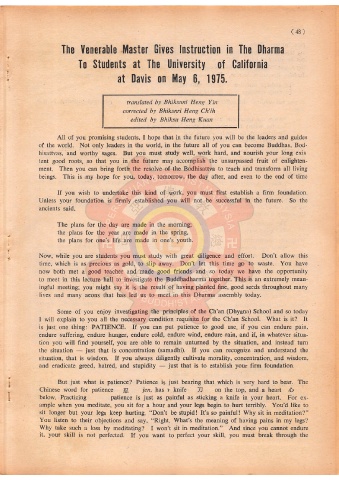 ( 48 )
The Venerable Master Gives Instruction in The Dharma
To Students at The University of California
at Davis on May 6, 1975.
translated by Bhiksuni Heng Yin
corrected by Bhiksuni Heng Ch'ih
edited by Bhiksu Heng Kuan
All of you promising students, I hope that in the future you will be the leaders and guides
of the world. Not only leaders in the world, in the future all of you can become Buddhas, Bod-
hisattvas, and worthy sages. But you must study well, work hard, and nourish your long exis
tent good roots, so that you in the future may accomplish the unsurpassed fruit of enlighten-
ment. Then you can bring forth the resolve of the Bodhisattva to teach and transform all living
beings. This is my hope for you, today, tomorrow, the day after, and even to the end of time
If you wish to undertake this kind of work, you must first establish a firm foundation.
Unless your foundation is firmly established you will not be successful in the future. So the
ancients said,
The plans for the day are made in the morning;
the plans for the year are made in the spring,
the plans for one's life are made in one's youth.
Now, while you are students you must study with great diligence and effort. Don't allow this
time, which is as precious as gold, to slip away. Don't let this time go to waste. You have
now both met a good teacher and made good friends and so today we have the opportunity
to meet in this lecture hall to investigate the Buddhadharma together. This is an extremely mean-
ingful meeting; you might say it is the result of having planted fine, good seeds throughout many
lives and many aeons that has led us to meet in this Dharma assembly today.
Some of you enjoy investigating the principles of the Ch'an (Dhyana) School and so today
I will explain to you all the necessary condition requisite for the Ch'an School. What is it? It
is just one thing: PATIENCE. If you can put patience to good use, if you can endure pain,
endure suffering, endure hunger, endure cold, endure wind, endure rain, and if, in whatever situa-
tion you will find yourself, you are able to remain unturned by the situation, and instead turn
the situation — just that is concentration (samadhi). If you can recognize and understand the
situation, that is wisdom. If you always diligently cultivate morality, concentration, and wisdom,
and eradicate greed, hatred, and stupidity — just that is to establish your firm foundation.
But just what is patience? Patience is just bearing that which is very hard to bear. The
Chinese word for patience 忍 jen, has a knife 刃 on the top, and a heart 心
below. Practicing patience is just as painful as sticking a knife in your heart. For ex-
ample when you meditate, you sit for a hour and your legs begin to hurt terribly. You'd like to
sit longer but your legs keep hurting. "Don't be stupid! It's so painful! Why sit in meditation?"
You listen to their objections and say, "Right. What's the meaning of having pains in my legs?
Why take such a loss by meditating? I won't sit in meditation." And since you cannot endure
it, your skill is not perfected. If you want to perfect your skill, you must break through the